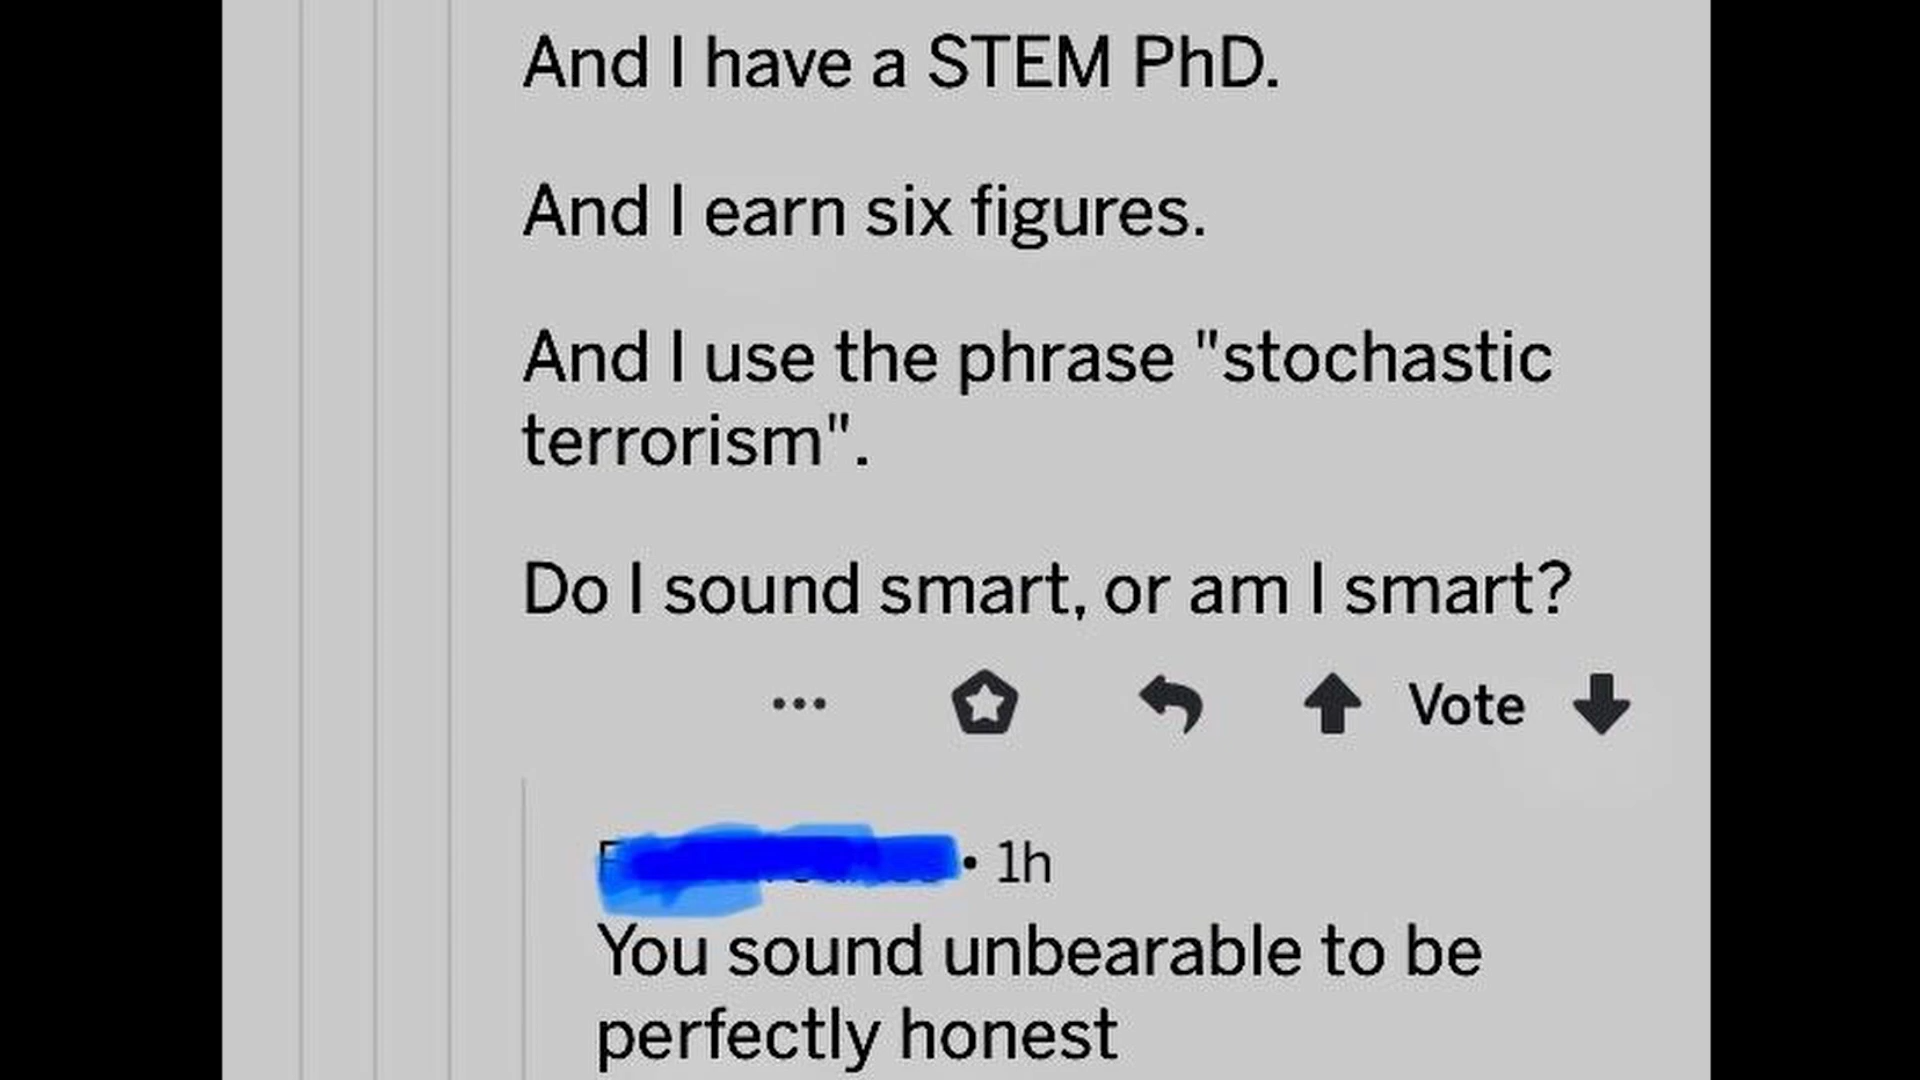 And I have a STEM PhD.
And I earn six figures.
And I use the phrase "stochastic
terrorism".
Do I sound smart, or am I smart?
Vote
• 1h
You sound unbearable to be
perfectly honest